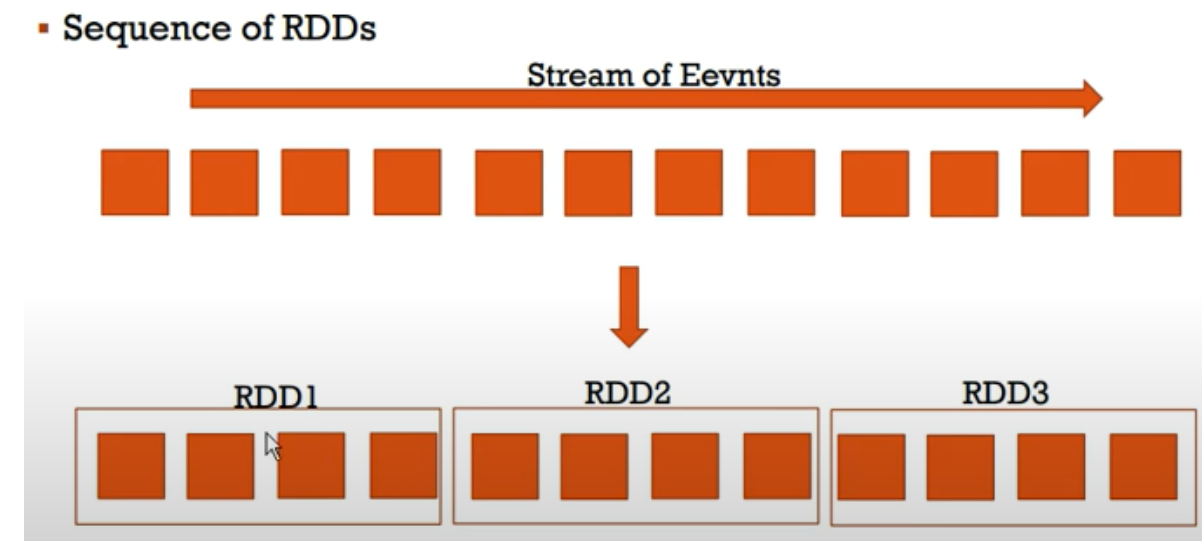 Sequence of RDDs
Stream of Eevnts
RDD1
RDD2
RDD3